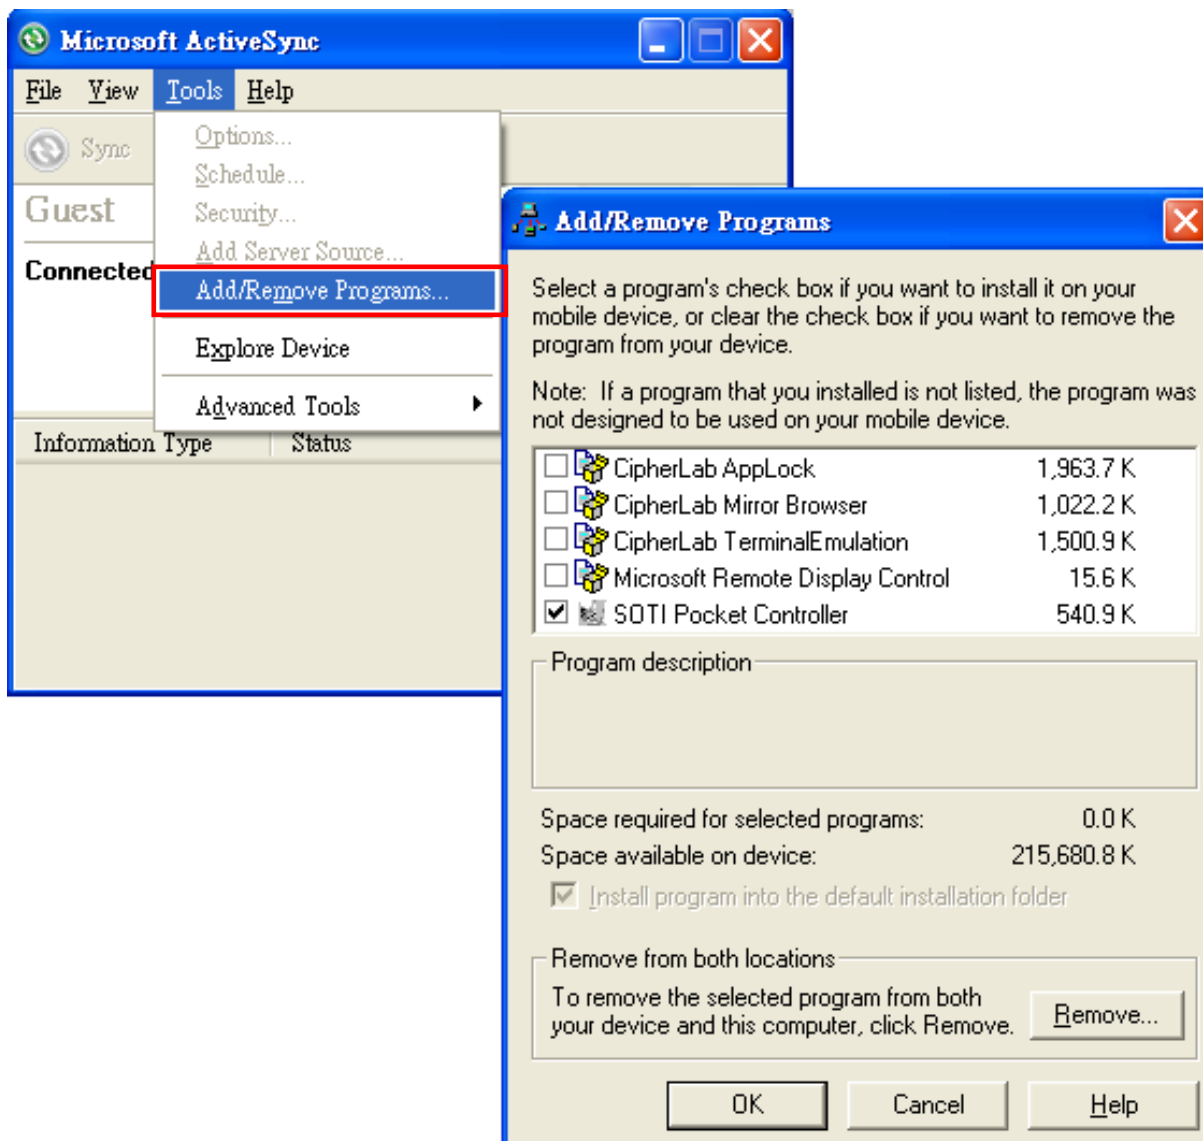 Microsoft ActiveSync
File View Tools Help
Sync
Options...
Schedule...
Security...
Add Server Source...
Add/Remove Programs...
Explore Device
Advanced Tools
Guest
Connected
Information Type Status
Add/Remove Programs
Select a program's check box if you want to install it on your
mobile device, or clear the check box if you want to remove the
program from your device.
Note: If a program that you installed is not listed, the program was
not designed to be used on your mobile device.
CipherLab AppLock 1,963.7 K
CipherLab Mirror Browser 1,022.2 K
CipherLab TerminalEmulation 1,500.9 K
Microsoft Remote Display Control 15.6 K
SOTI Pocket Controller 540.9 K
Program description
Space required for selected programs: 0.0 K
Space available on device: 215,680.8 K
Install program into the default installation folder
Remove from both locations
To remove the selected program from both
your device and this computer, click Remove.
Remove...
OK Cancel Help